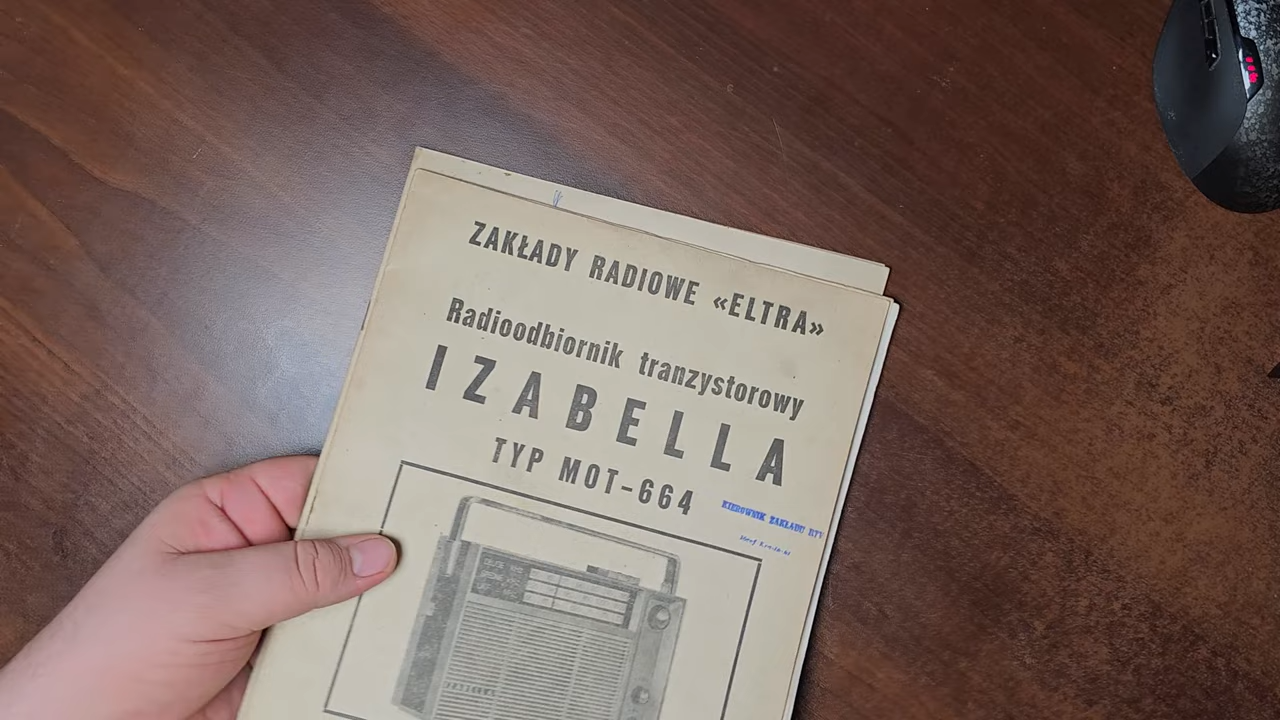 ZAKŁADY RADIOWE «ELTRA»
Radioodbiornik tranzystorowy
IZABELLA
TYP MOT-664
KIEROWNIK ZAKŁADU RTV